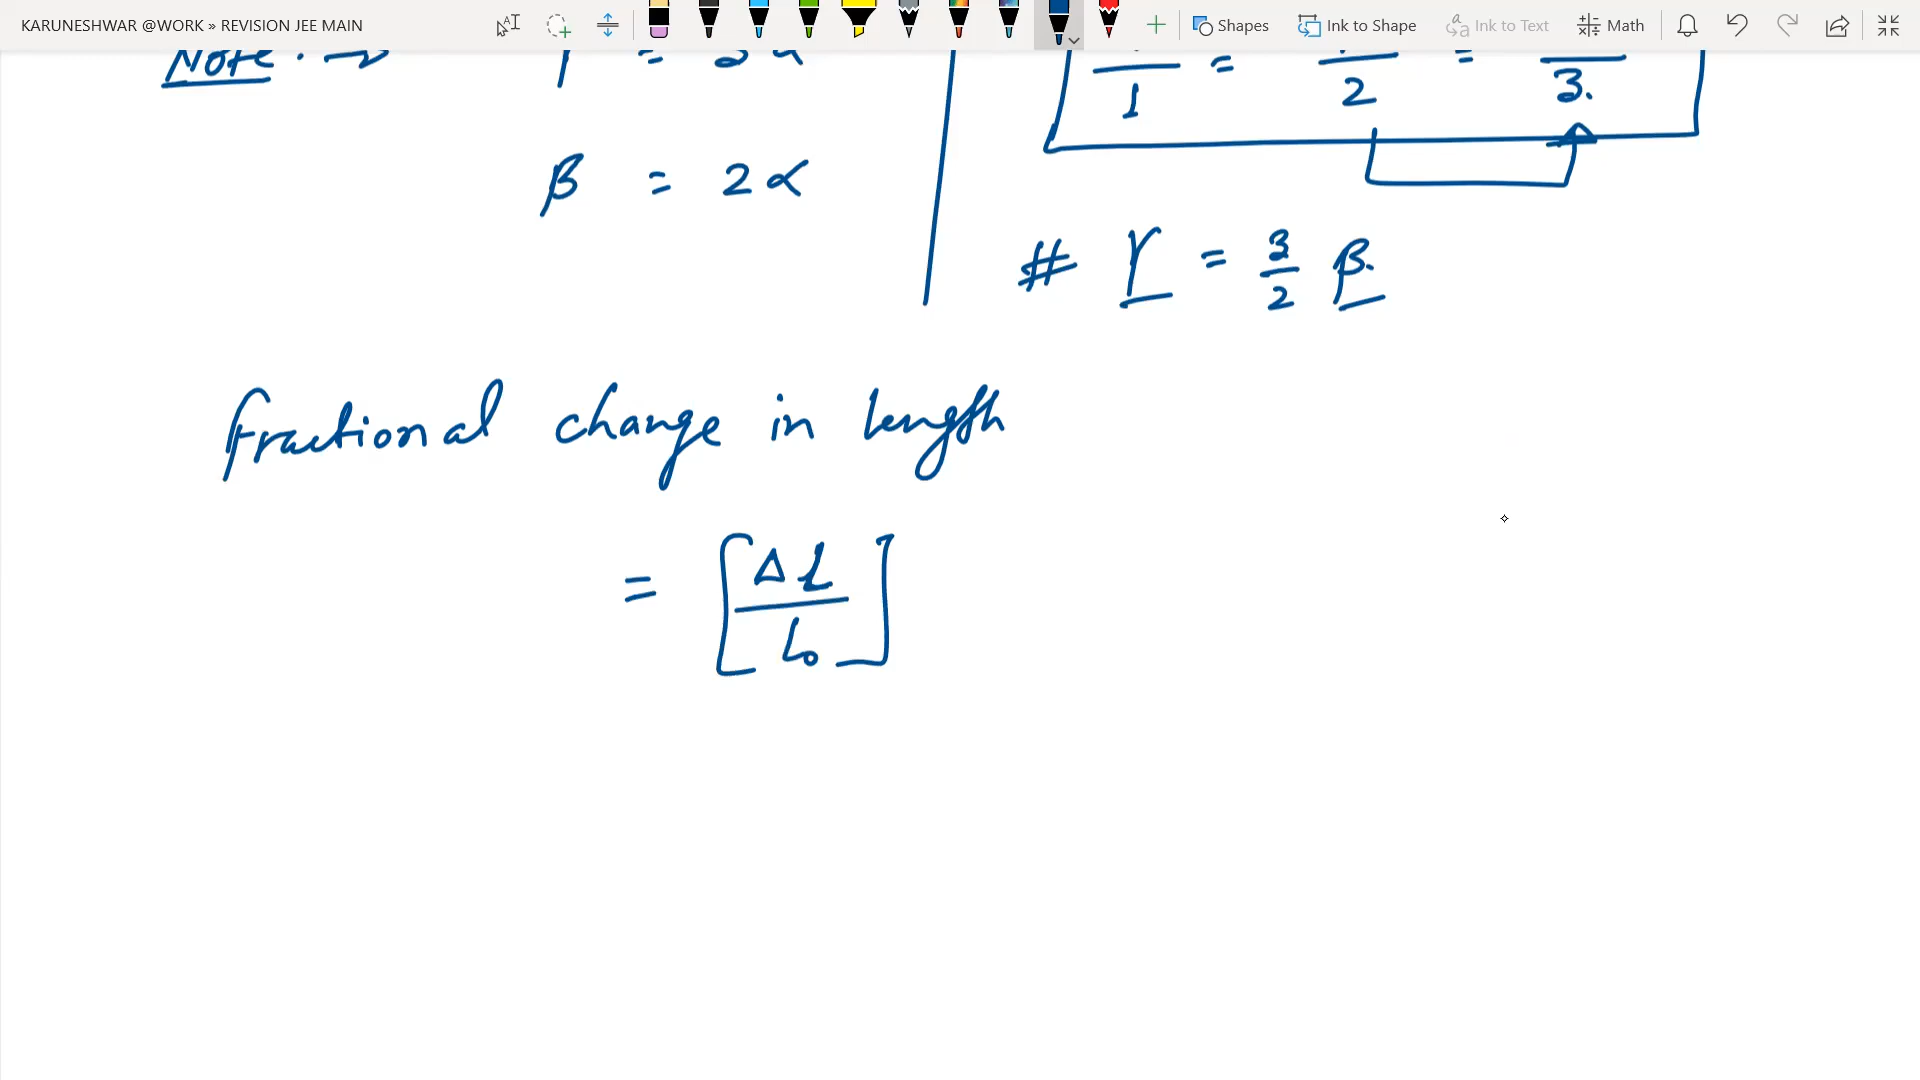 KARUNESHWAR @WORK » REVISION JEE MAIN
Shapes
Ink to Shape
Ink to Text
Math
Note :→ γ = 3α
1 = 2 = 3.
β = 2α
# γ = 3/2 β.
fractional change in length
= [ΔL/L₀]